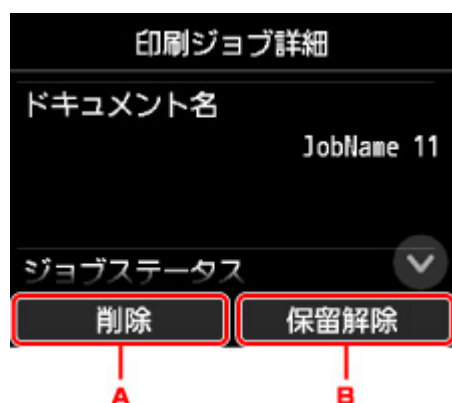 印刷ジョブ詳細
ドキュメント名
JobName 11
ジョブステータス
削除
保留解除
A
B